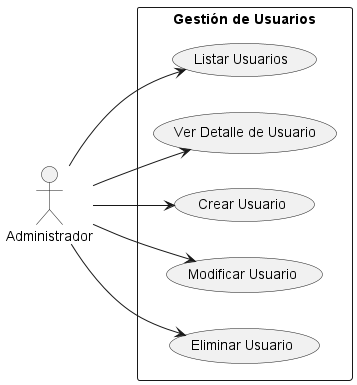 Gestión de Usuarios
Listar Usuarios
Ver Detalle de Usuario
Crear Usuario
Administrador
Modificar Usuario
Eliminar Usuario